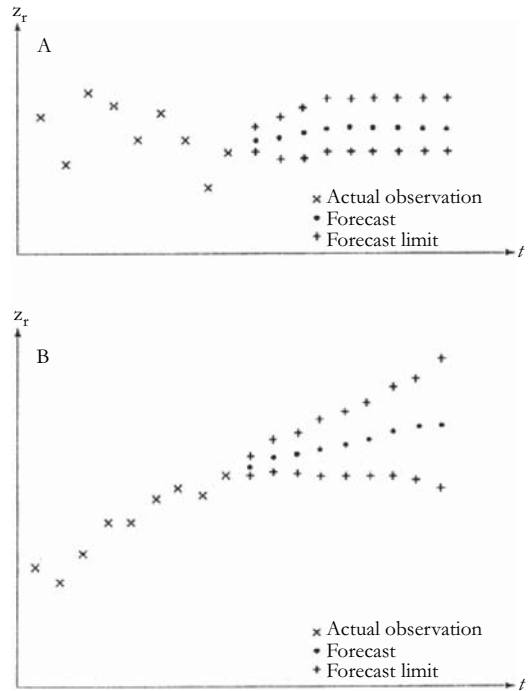 z_r
A
× Actual observation
• Forecast
+ Forecast limit
t
z_r
B
× Actual observation
• Forecast
+ Forecast limit
t